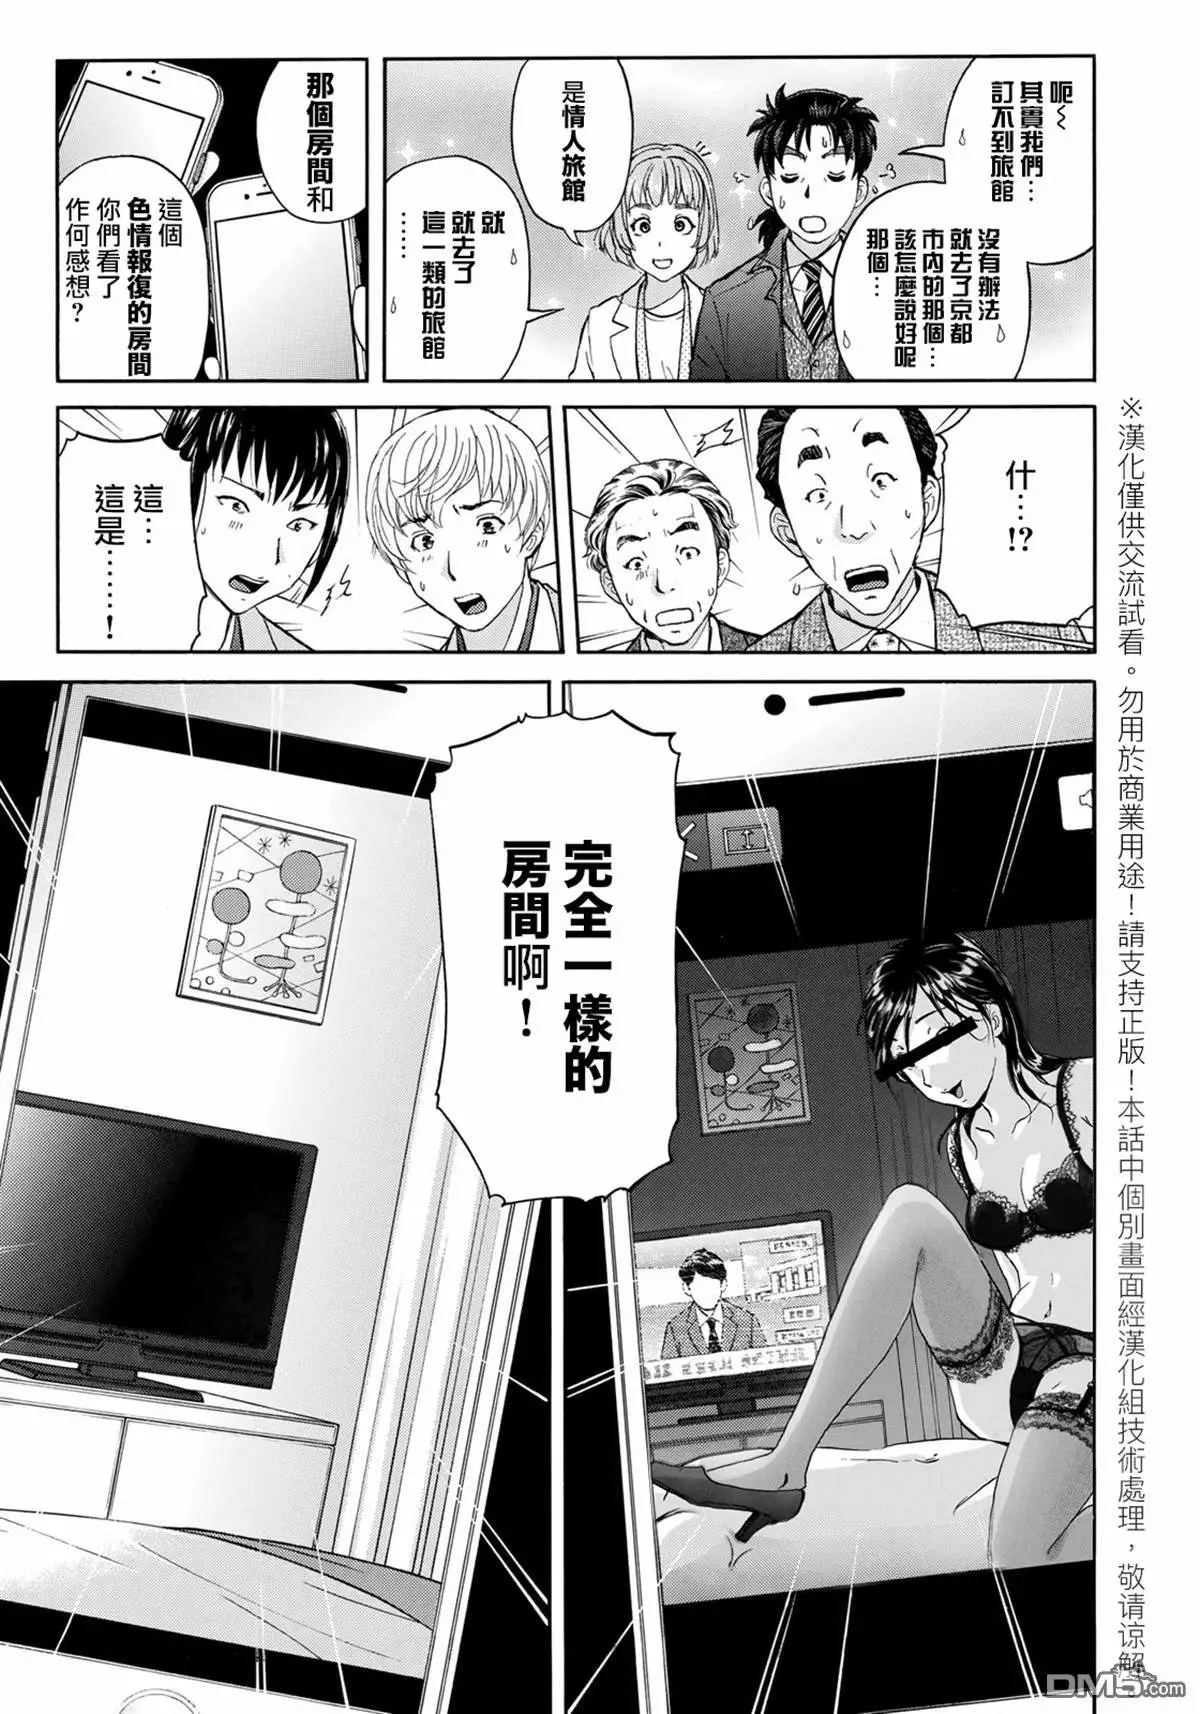 呃～
其實我們…
訂不到旅館
沒有辦法
就去了京都
市內的那個…
該怎麼說好呢
那個…
是情人旅館
就
就去了
這一類的旅館
……
那個房間和
這個
色情報復的房間
你們看了
作何感想？
什…
…!?
這…
這是……！
完全一樣的
房間啊！
※漢化僅供交流試看。勿用於商業用途！請支持正版！本話中個別畫面經漢化組技術處理，敬请谅解
DM5.com